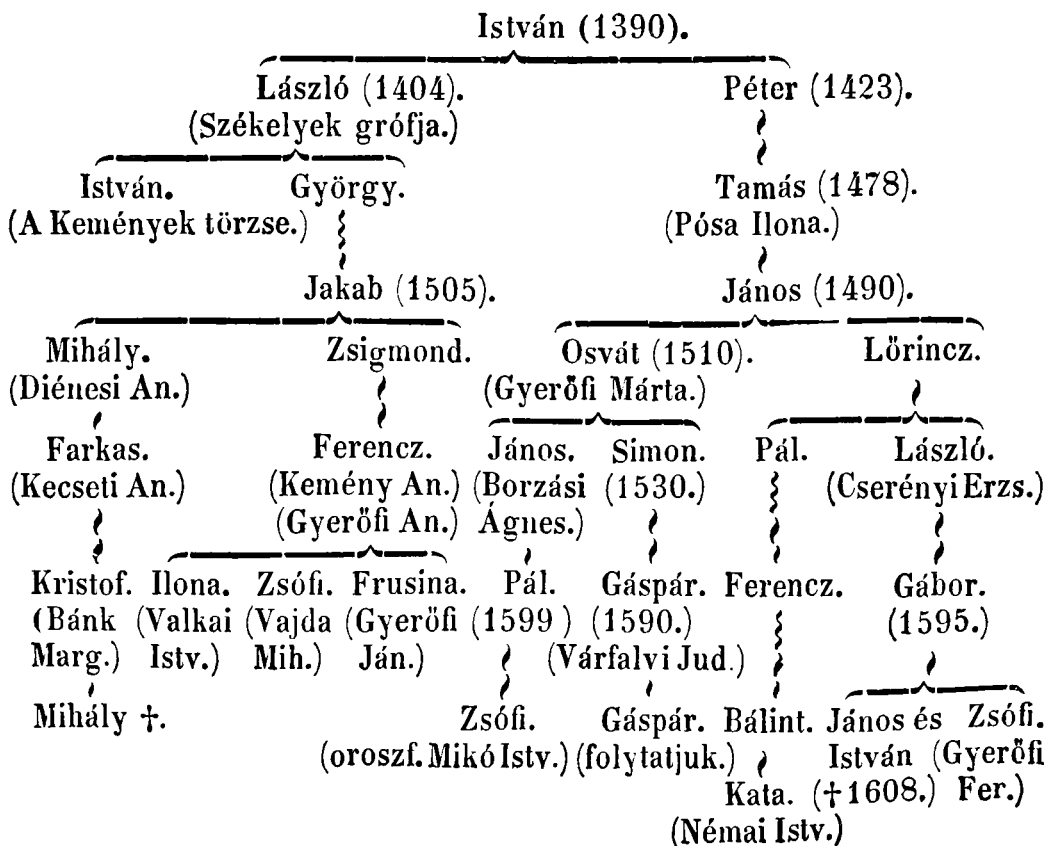 István (1390).
László (1404). Péter (1423).
(Székelyek grófja.)
István. György. Tamás (1478).
(A Kemények törzse.) (Pósa Ilona.)
Jakab (1505). János (1490).
Mihály. Zsigmond. Osvát (1510). Lőrincz.
(Diénesi An.) (Gyerőfi Márta.)
Farkas. Ferencz. János. Simon. Pál. László.
(Kecseti An.) (Kemény An.) (Borzási (1530.) (Cserényi Erzs.)
(Gyerőfi An.) Ágnes.)
Kristof. Ilona. Zsófi. Frusina. Pál. Gáspár. Ferencz. Gábor.
(Bánk (Valkai (Vajda (Gyerőfi (1599) (1590.) (1595.)
Marg.) Istv.) Mih.) Ján.) (Várfalvi Jud.)
Mihály †. Zsófi. Gáspár. Bálint. János és Zsófi.
(oroszf. Mikó Istv.) (folytatjuk.) István (Gyerőfi
Kata. (†1608.) Fer.)
(Némai Istv.)